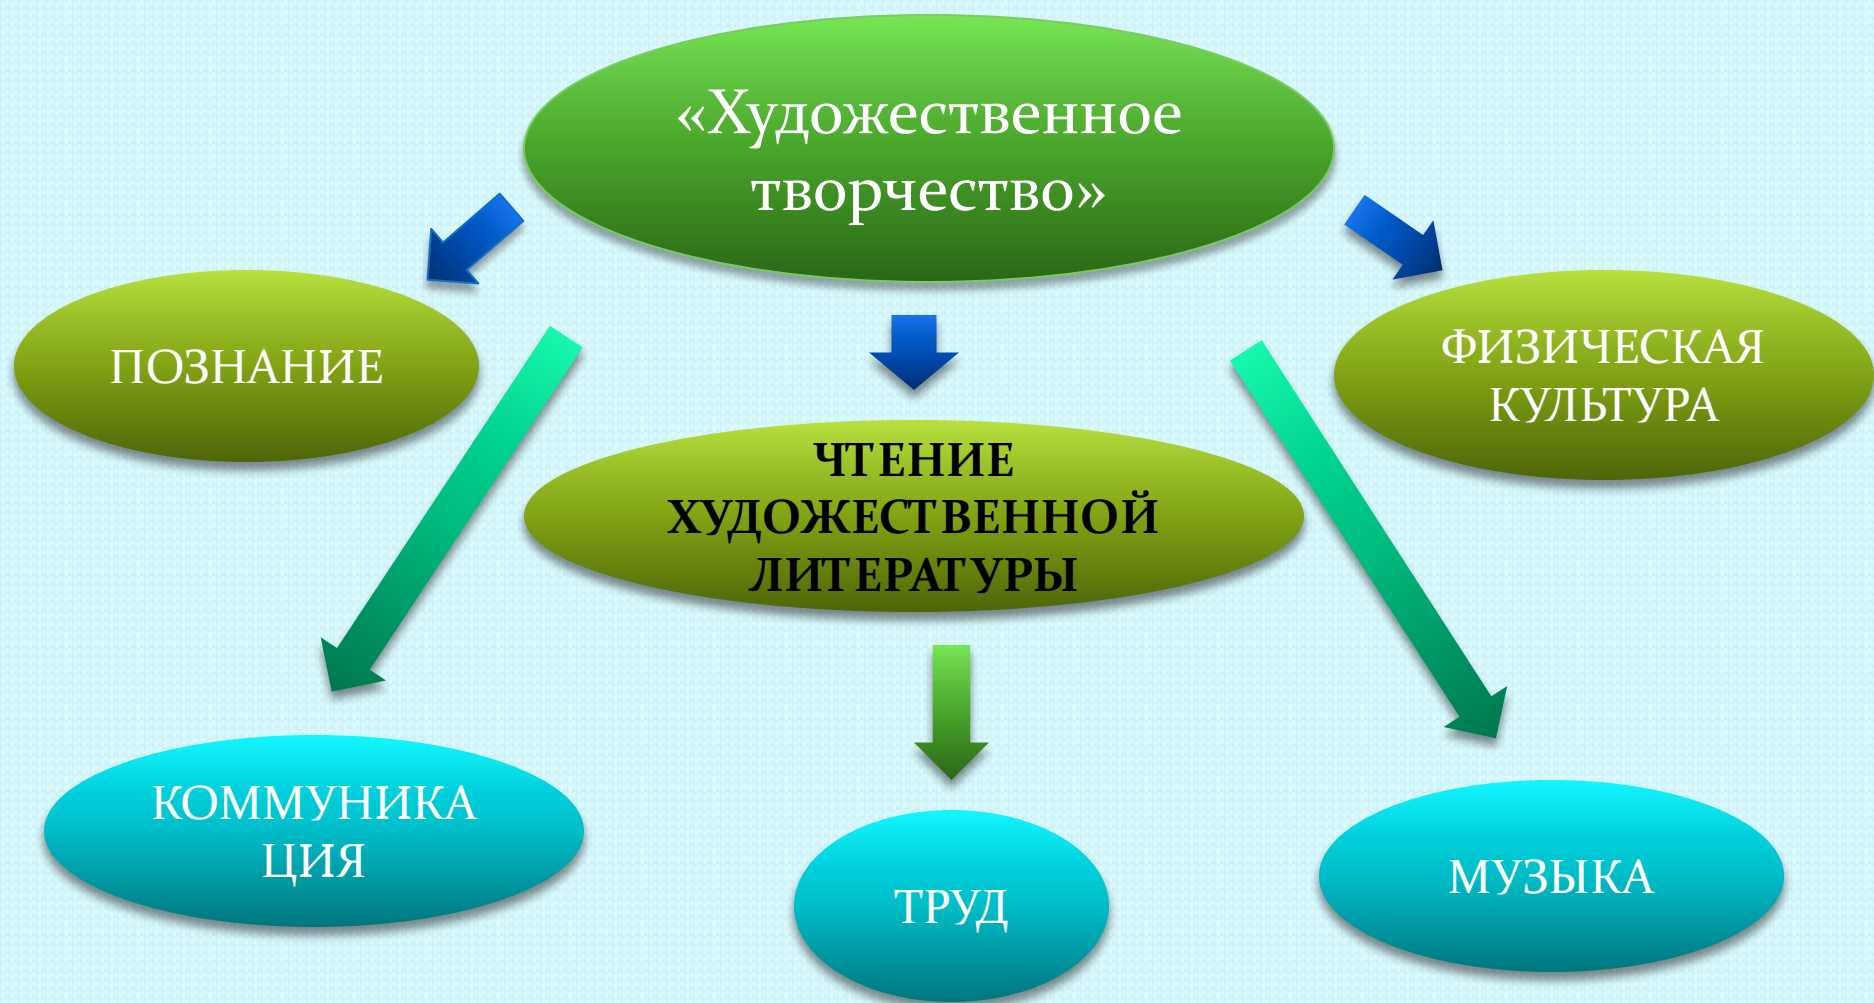 «Художественное
творчество»
ПОЗНАНИЕ
ФИЗИЧЕСКАЯ
КУЛЬТУРА
ЧТЕНИЕ
ХУДОЖЕСТВЕННОЙ
ЛИТЕРАТУРЫ
КОММУНИКА
ЦИЯ
ТРУД
МУЗЫКА